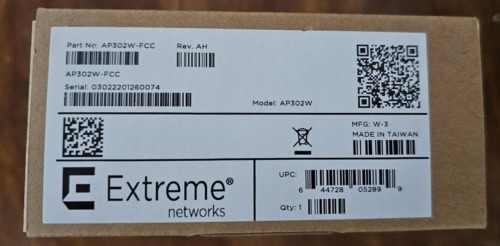 Part No: AP302W-FCC Rev. AH
AP302W-FCC
Serial: 03022201260074
Model: AP302W
MFG: W-3
MADE IN TAIWAN
Extreme®
networks
UPC:
6 44728 05289 9
Qty: 1